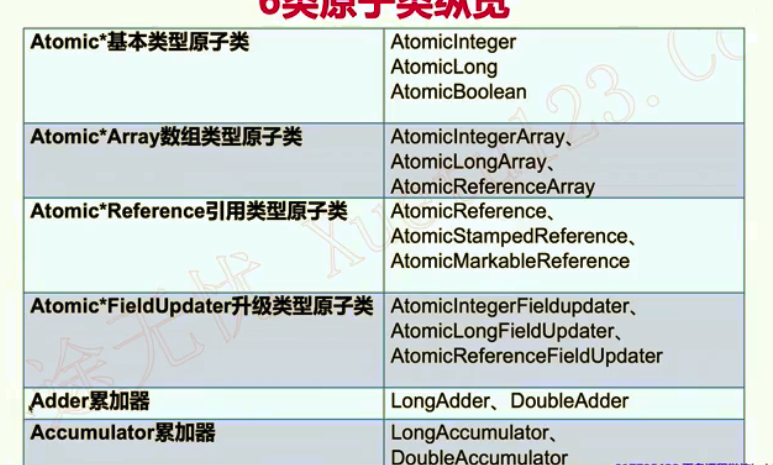 6类原子类纵览
Atomic*基本类型原子类
AtomicInteger
AtomicLong
AtomicBoolean
Atomic*Array数组类型原子类
AtomicIntegerArray、
AtomicLongArray、
AtomicReferenceArray
Atomic*Reference引用类型原子类
AtomicReference、
AtomicStampedReference、
AtomicMarkableReference
Atomic*FieldUpdater升级类型原子类
AtomicIntegerFieldupdater、
AtomicLongFieldUpdater、
AtomicReferenceFieldUpdater
Adder累加器
LongAdder、DoubleAdder
Accumulator累加器
LongAccumulator、
DoubleAccumulator